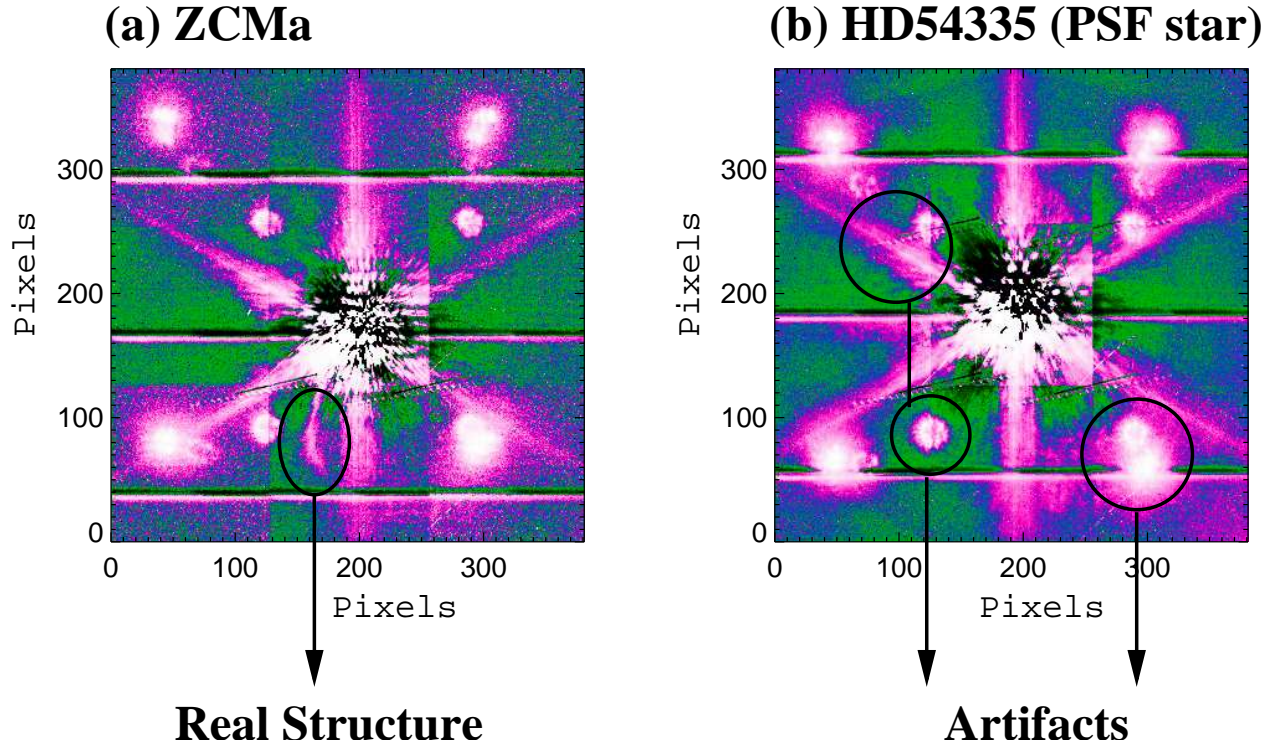 (a) ZCMa
(b) HD54335 (PSF star)
Pixels
300
200
100
0
0 100 200 300
Pixels
Pixels
300
200
100
0
0 100 200 300
Pixels
Real Structure
Artifacts